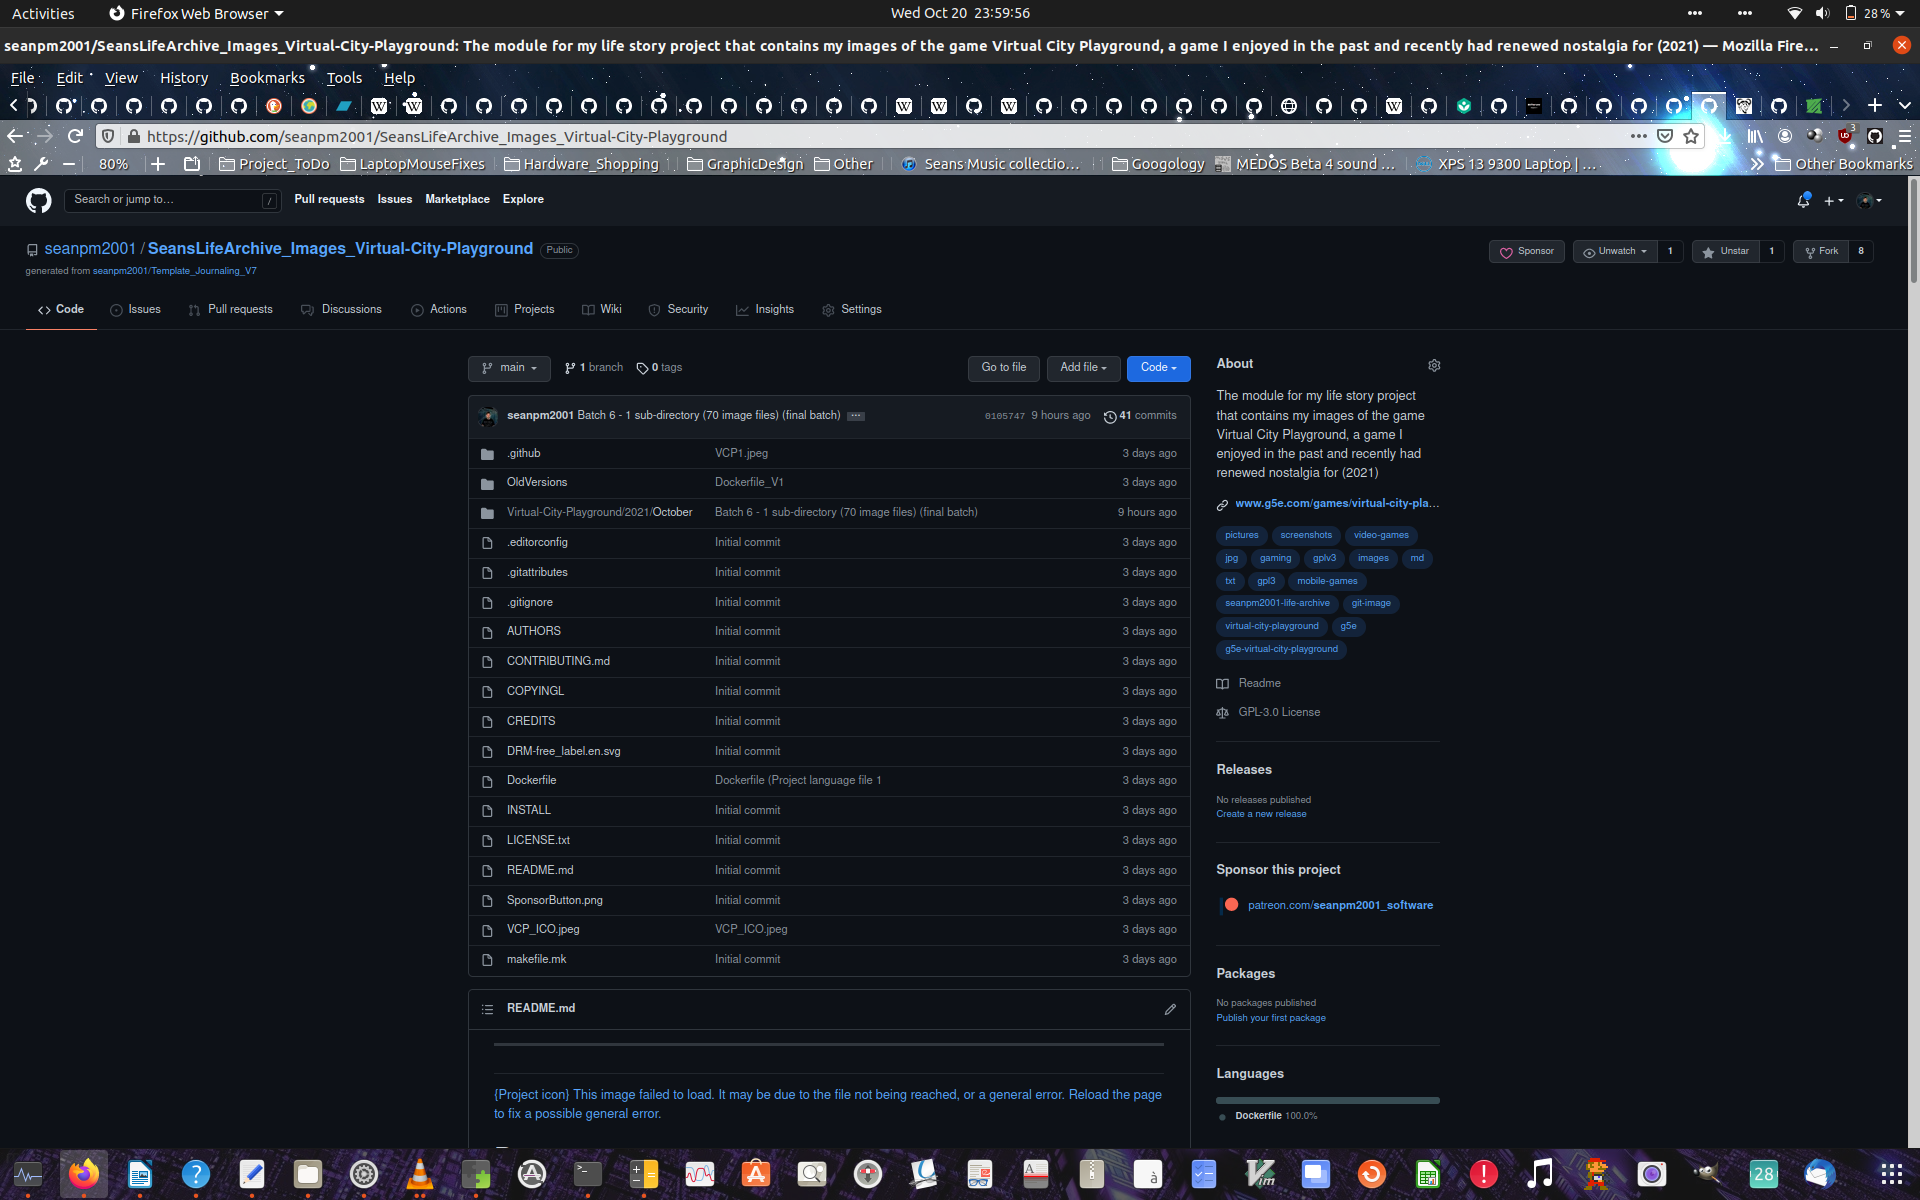 Activities
Firefox Web Browser
Wed Oct 20 23:59:56
28 %
seanpm2001/SeansLifeArchive_Images_Virtual-City-Playground: The module for my life story project that contains my images of the game Virtual City Playground, a game I enjoyed in the past and recently had renewed nostalgia for (2021) — Mozilla Fire…
File Edit View History Bookmarks Tools Help
https://github.com/seanpm2001/SeansLifeArchive_Images_Virtual-City-Playground
3
80%
Project_ToDo
LaptopMouseFixes
Hardware_Shopping
GraphicDesign
Other
Seans Music collectio…
Googology
MEDOS Beta 4 sound …
XPS 13 9300 Laptop | …
Other Bookmarks
Search or jump to…
/
Pull requests Issues Marketplace Explore
seanpm2001 / SeansLifeArchive_Images_Virtual-City-Playground Public
generated from seanpm2001/Template_Journaling_V7
Sponsor
Unwatch 1
Unstar 1
Fork 8
Code
Issues
Pull requests
Discussions
Actions
Projects
Wiki
Security
Insights
Settings
main
1 branch
0 tags
Go to file
Add file
Code
seanpm2001 Batch 6 - 1 sub-directory (70 image files) (final batch) ... 0105747 9 hours ago 41 commits
.github VCP1.jpeg 3 days ago
OldVersions Dockerfile_V1 3 days ago
Virtual-City-Playground/2021/October Batch 6 - 1 sub-directory (70 image files) (final batch) 9 hours ago
.editorconfig Initial commit 3 days ago
.gitattributes Initial commit 3 days ago
.gitignore Initial commit 3 days ago
AUTHORS Initial commit 3 days ago
CONTRIBUTING.md Initial commit 3 days ago
COPYINGL Initial commit 3 days ago
CREDITS Initial commit 3 days ago
DRM-free_label.en.svg Initial commit 3 days ago
Dockerfile Dockerfile (Project language file 1 3 days ago
INSTALL Initial commit 3 days ago
LICENSE.txt Initial commit 3 days ago
README.md Initial commit 3 days ago
SponsorButton.png Initial commit 3 days ago
VCP_ICO.jpeg VCP_ICO.jpeg 3 days ago
makefile.mk Initial commit 3 days ago
README.md
{Project icon} This image failed to load. It may be due to the file not being reached, or a general error. Reload the page
to fix a possible general error.
About
The module for my life story project
that contains my images of the game
Virtual City Playground, a game I
enjoyed in the past and recently had
renewed nostalgia for (2021)
www.g5e.com/games/virtual-city-pla…
pictures screenshots video-games
jpg gaming gplv3 images md
txt gpl3 mobile-games
seanpm2001-life-archive git-image
virtual-city-playground g5e
g5e-virtual-city-playground
Readme
GPL-3.0 License
Releases
No releases published
Create a new release
Sponsor this project
patreon.com/seanpm2001_software
Packages
No packages published
Publish your first package
Languages
Dockerfile 100.0%
28